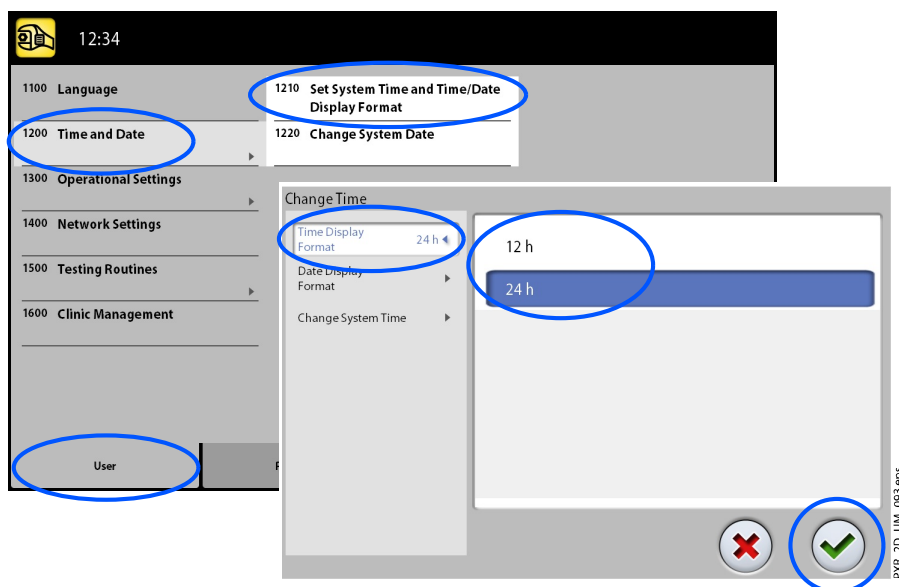 12:34
1100 Language
1200 Time and Date
1300 Operational Settings
1400 Network Settings
1500 Testing Routines
1600 Clinic Management
1210 Set System Time and Time/Date
Display Format
1220 Change System Date
User
Change Time
Time Display
Format 24 h
Date Display
Format
Change System Time
12 h
24 h